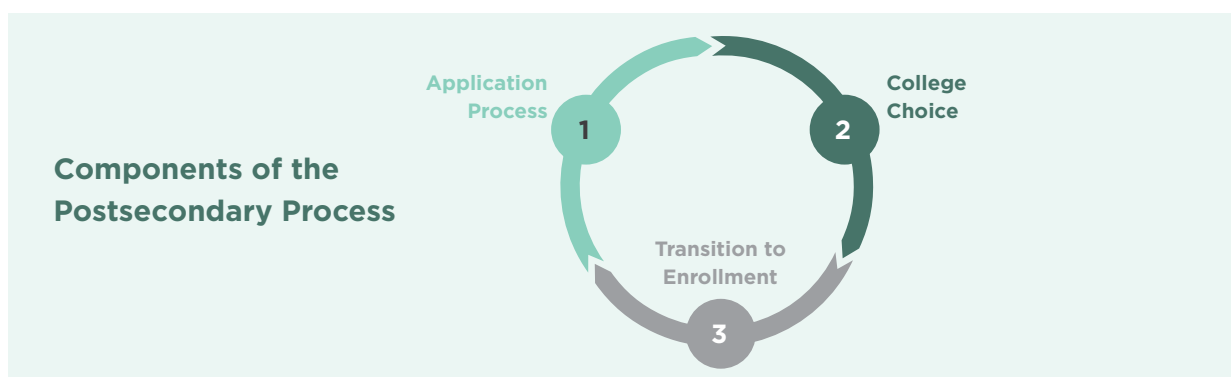 Components of the
Postsecondary Process
Application
Process
1
College
Choice
2
Transition to
Enrollment
3